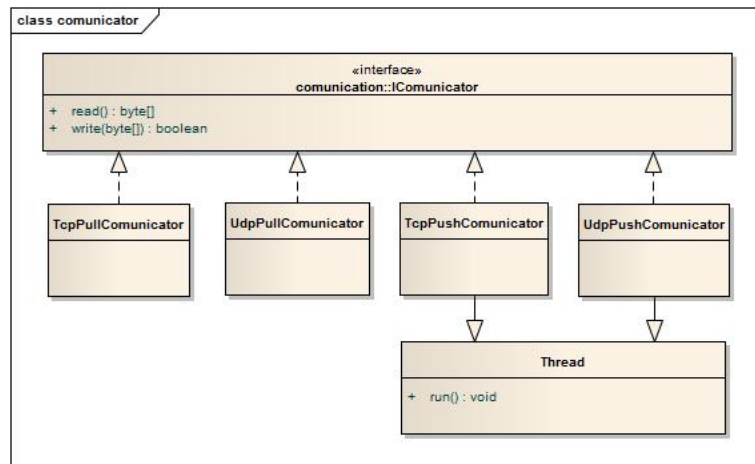 class comunicator
«interface»
comunication::IComunicator
+ read() : byte[]
+ write(byte[]) : boolean
TcpPullComunicator
UdpPullComunicator
TcpPushComunicator
UdpPushComunicator
Thread
+ run() : void